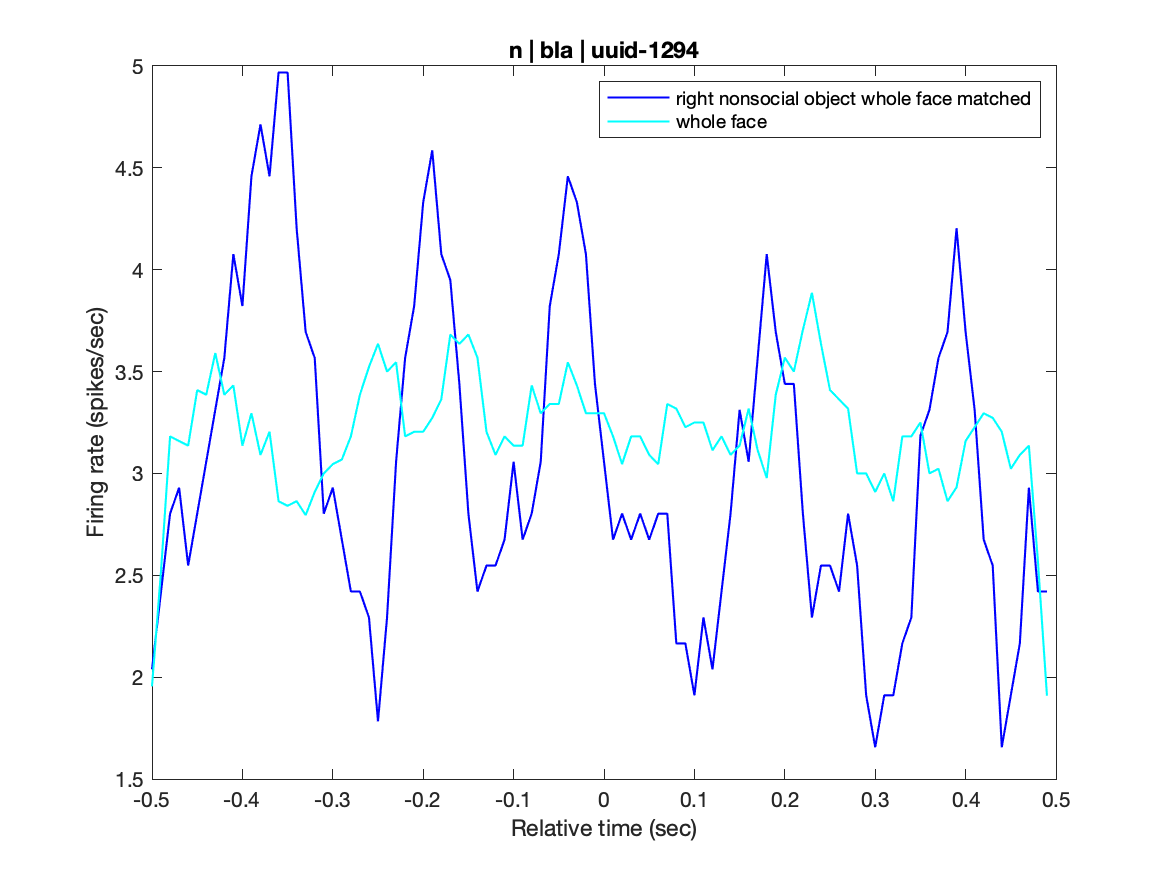 n | bla | uuid-1294
right nonsocial object whole face matched
whole face
Firing rate (spikes/sec)
5
4.5
4
3.5
3
2.5
2
1.5
-0.5 -0.4 -0.3 -0.2 -0.1 0 0.1 0.2 0.3 0.4 0.5
Relative time (sec)